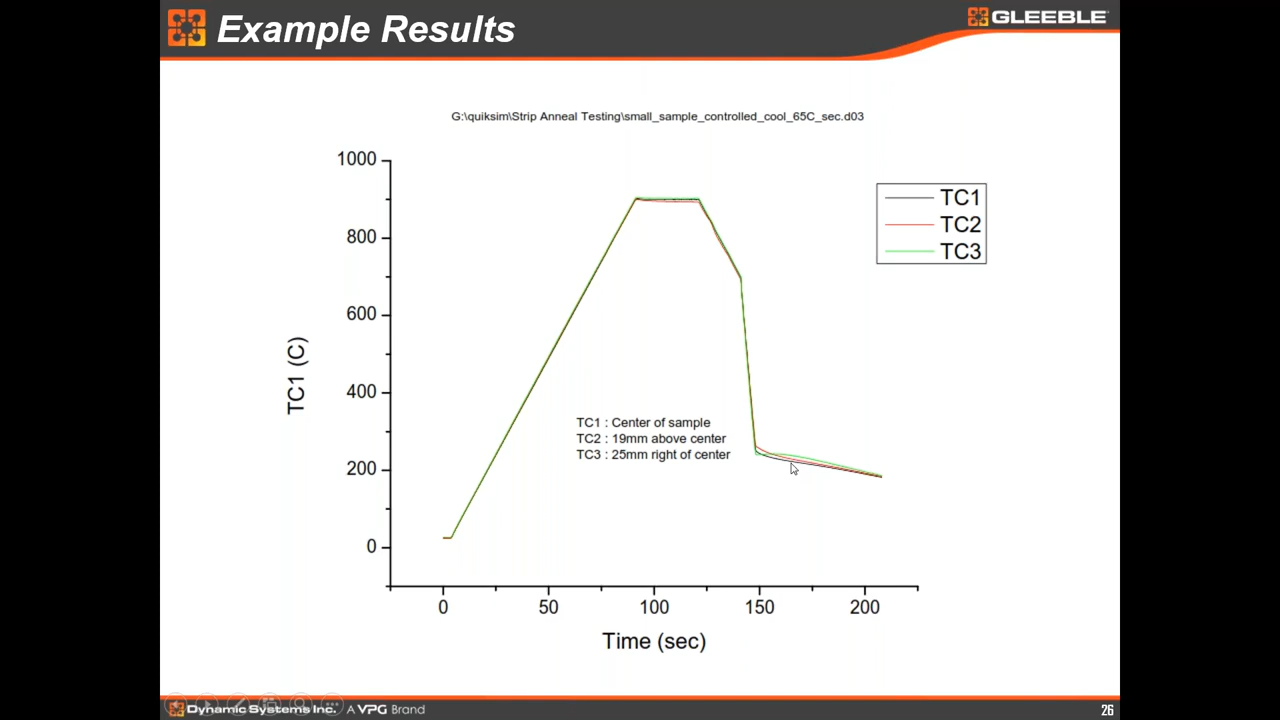 Example Results
GLEEBLE
G:\quiksim\Strip Anneal Testing\small_sample_controlled_cool_65C_sec.d03
1000
800
600
400
200
0
TC1 (C)
TC1
TC2
TC3
TC1 : Center of sample
TC2 : 19mm above center
TC3 : 25mm right of center
0 50 100 150 200
Time (sec)
Dynamic Systems Inc. A VPG Brand
26